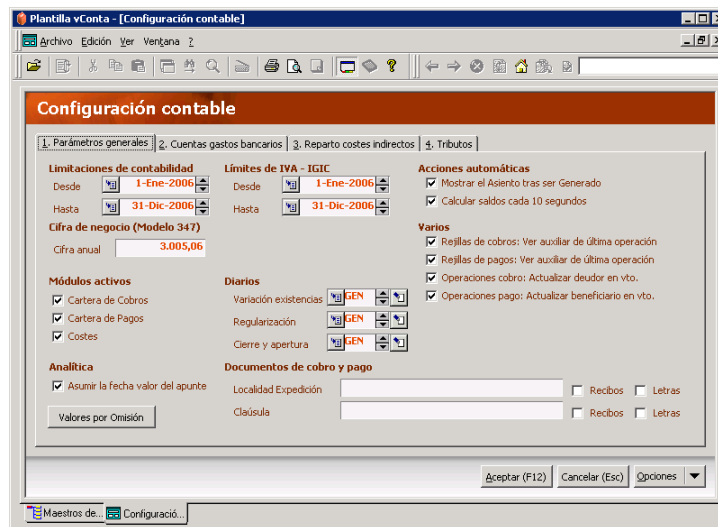 Plantilla vConta - [Configuración contable]
Archivo Edición Ver Ventana ?
Configuración contable
1. Parámetros generales 2. Cuentas gastos bancarios 3. Reparto costes indirectos 4. Tributos
Limitaciones de contabilidad Límites de IVA - IGIC Acciones automáticas
Desde 1-Ene-2006 Desde 1-Ene-2006 Mostrar el Asiento tras ser Generado
Hasta 31-Dic-2006 Hasta 31-Dic-2006 Calcular saldos cada 10 segundos
Cifra de negocio (Modelo 347) Varios
Cifra anual 3.005,06 Rejillas de cobros: Ver auxiliar de última operación
Rejillas de pagos: Ver auxiliar de última operación
Módulos activos Diarios Operaciones cobro: Actualizar deudor en vto.
Cartera de Cobros Variación existencias GEN Operaciones pago: Actualizar beneficiario en vto.
Cartera de Pagos Regularización GEN
Costes Cierre y apertura GEN
Analítica Documentos de cobro y pago
Asumir la fecha valor del apunte Localidad Expedición Recibos Letras
Valores por Omisión Claúsula Recibos Letras
Aceptar (F12) Cancelar (Esc) Opciones
Maestros de... Configuració...